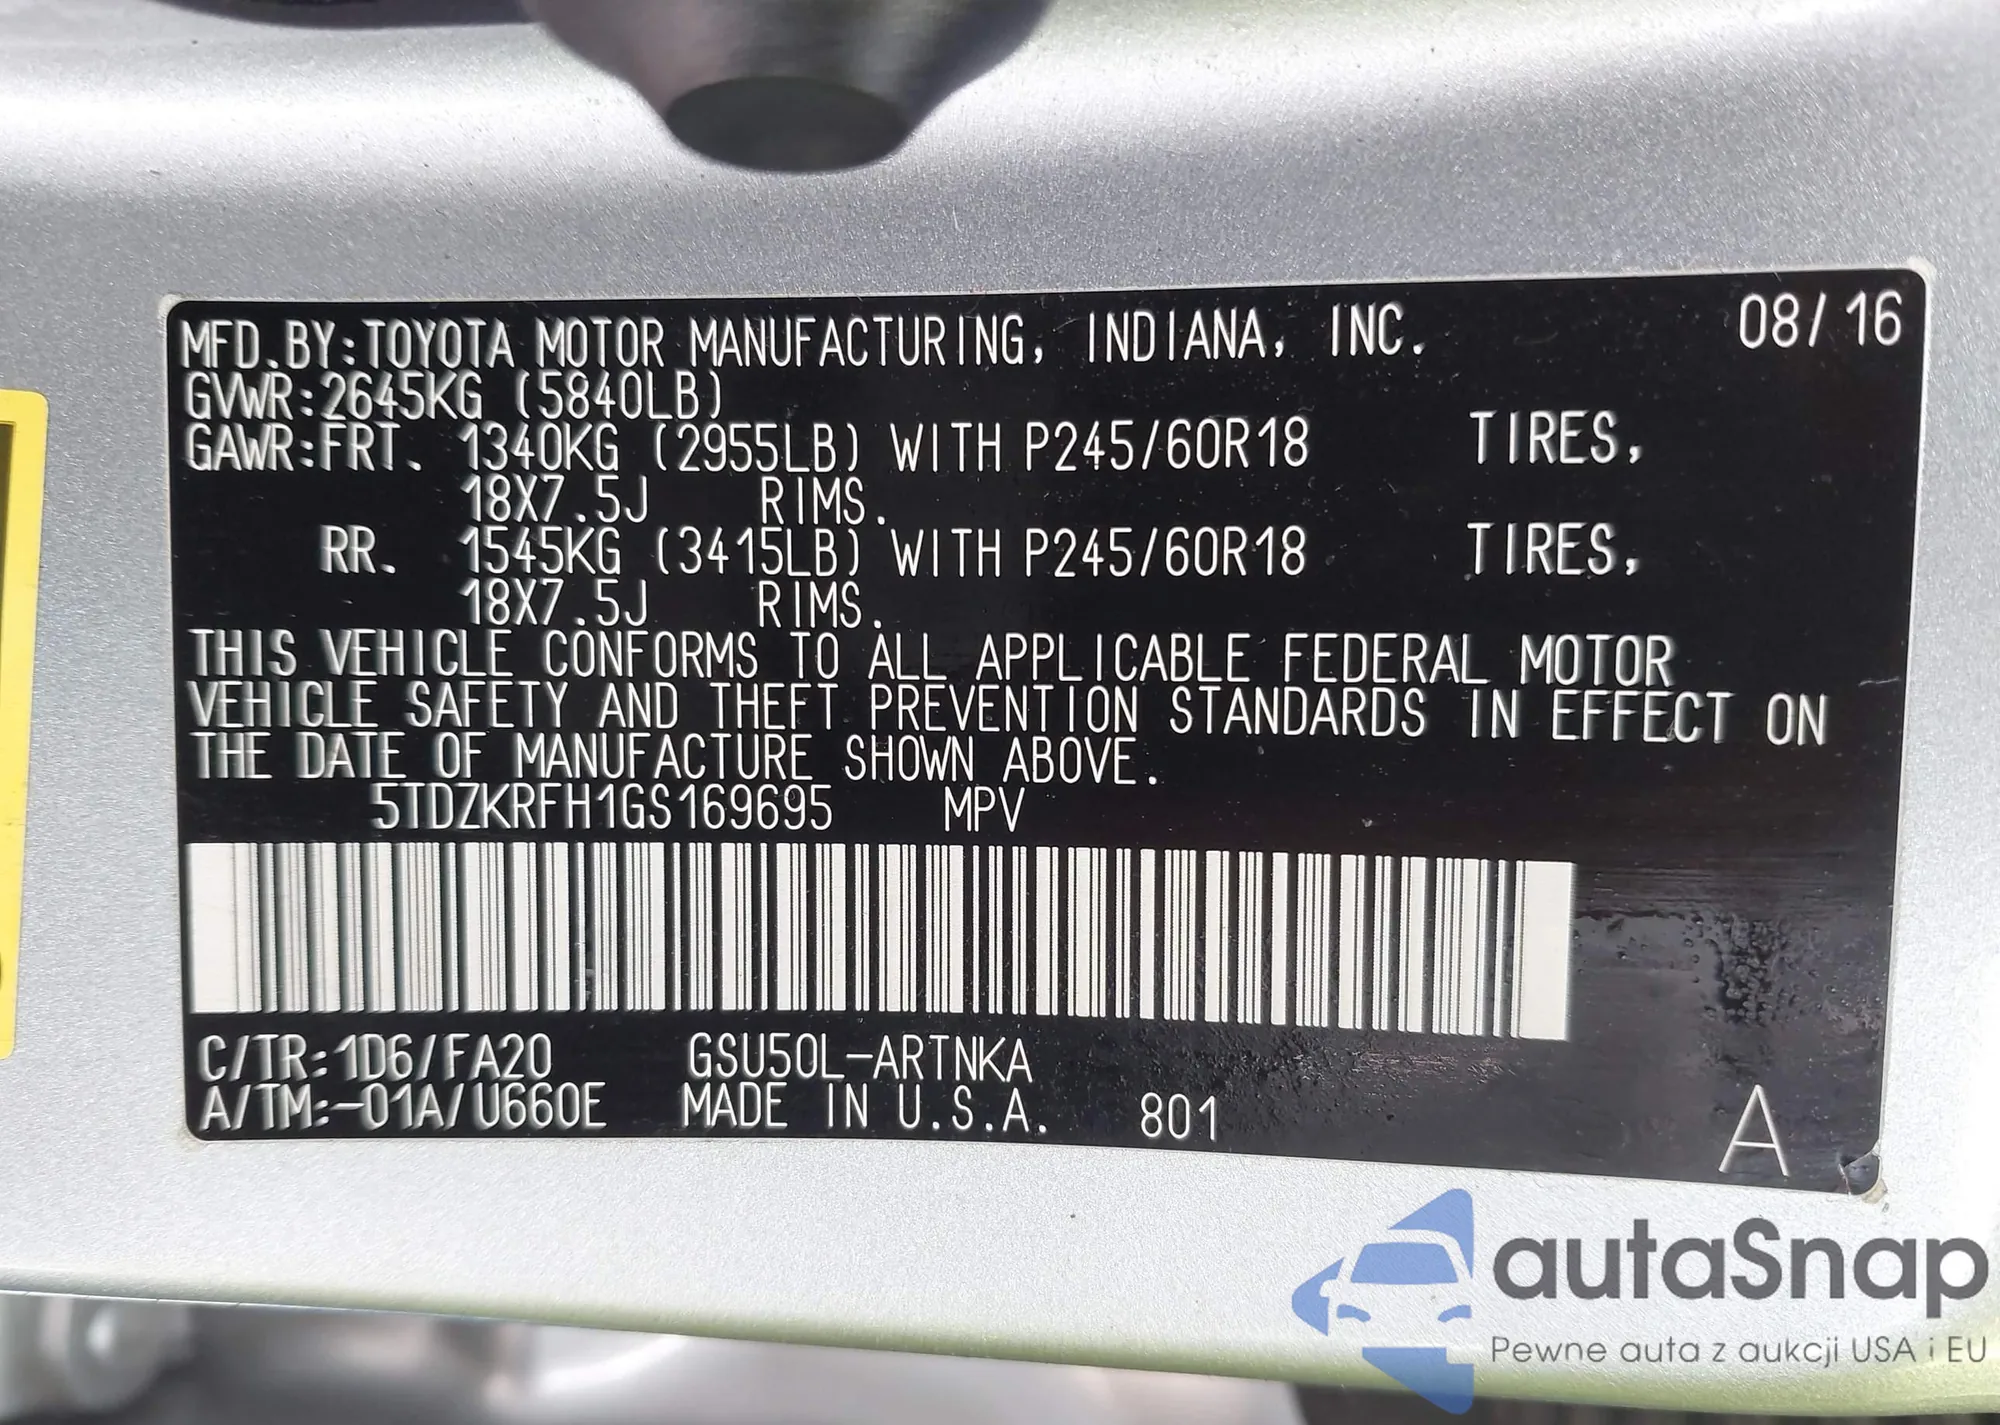 MFD.BY:TOYOTA MOTOR MANUFACTURING, INDIANA, INC. 08/16
GVWR:2645KG (5840LB)
GAWR:FRT. 1340KG (2955LB) WITH P245/60R18 TIRES,
18X7.5J RIMS.
RR. 1545KG (3415LB) WITH P245/60R18 TIRES,
18X7.5J RIMS.
THIS VEHICLE CONFORMS TO ALL APPLICABLE FEDERAL MOTOR
VEHICLE SAFETY AND THEFT PREVENTION STANDARDS IN EFFECT ON
THE DATE OF MANUFACTURE SHOWN ABOVE.
5TDZKRFH1GS169695 MPV
C/TR:1D6/FA20 GSU50L-ARTNKA
A/TM:-01A/U660E MADE IN U.S.A. 801 A
autaSnap
Pewne auta z aukcji USA i EU